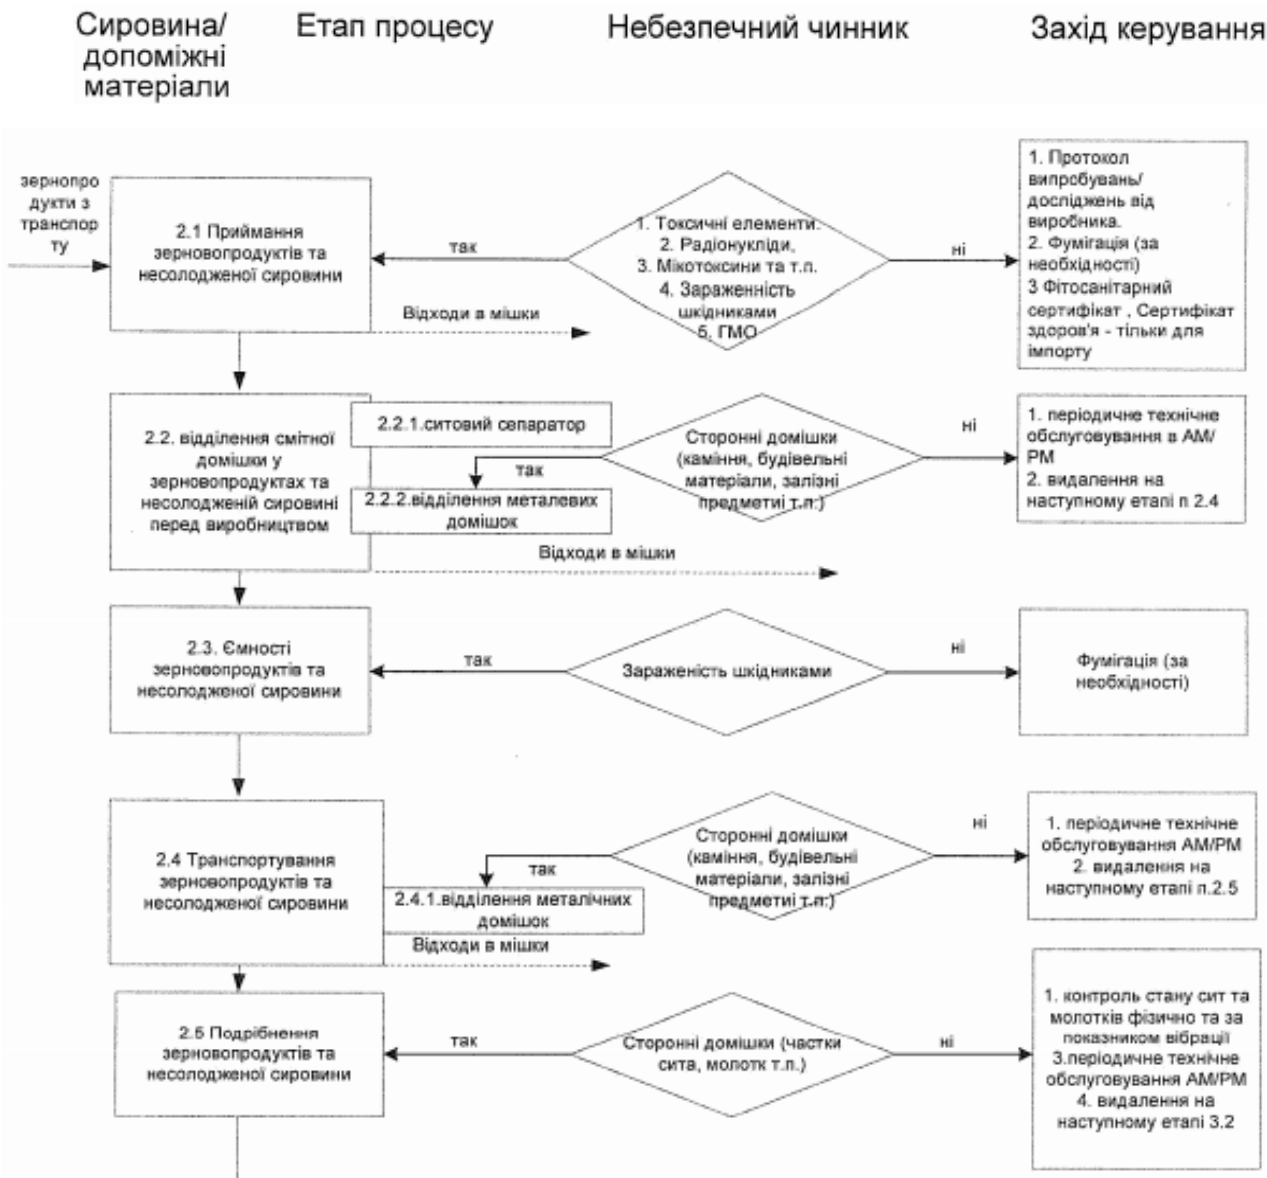 Сировина/
допоміжні
матеріали
Етап процесу
Небезпечний чинник
Захід керування
зернопро
дукти з
транспор
ту
2.1 Приймання
зерновопродуктів та
несолодженої сировини
так
1. Токсичні елементи.
2. Радіонукліди,
3. Мікотоксини та т.п.
4. Зараженність
шкідниками
5. ГМО
ні
1. Протокол
випробувань/
досліджень від
виробника.
2. Фумігація (за
необхідності)
3 Фітосанітарний
сертифікат , Сертифікат
здоров'я - тільки для
імпорту
Відходи в мішки
2.2. відділення смітної
домішки у
зерновопродуктах та
несолодженій сировині
перед виробництвом
2.2.1.ситовий сепаратор
так
2.2.2.відділення металевих
домішок
Сторонні домішки
(каміння, будівельні
матеріали, залізні
предметиі т.п.)
ні
1. періодичне технічне
обслуговування в АМ/
РМ
2. видалення на
наступному етапі п 2.4
Відходи в мішки
2.3. Ємності
зерновопродуктів та
несолодженої сировини
так
Зараженість шкідниками
ні
Фумігація (за
необхідності)
2.4 Транспортування
зерновопродуктів та
несолодженої сировини
так
2.4.1.відділення металічних
домішок
Сторонні домішки
(каміння, будівельні
матеріали, залізні
предметиі т.п.)
ні
1. періодичне технічне
обслуговування АМ/РМ
2. видалення на
наступному етапі п.2.5
Відходи в мішки
2.5 Подрібнення
зерновопродуктів та
несолодженої сировини
так
Сторонні домішки (частки
сита, молотк т.п.)
ні
1. контроль стану сит та
молотків фізично та за
показником вібрації
3.періодичне технічне
обслуговування АМ/РМ
4. видалення на
наступному етапі 3.2